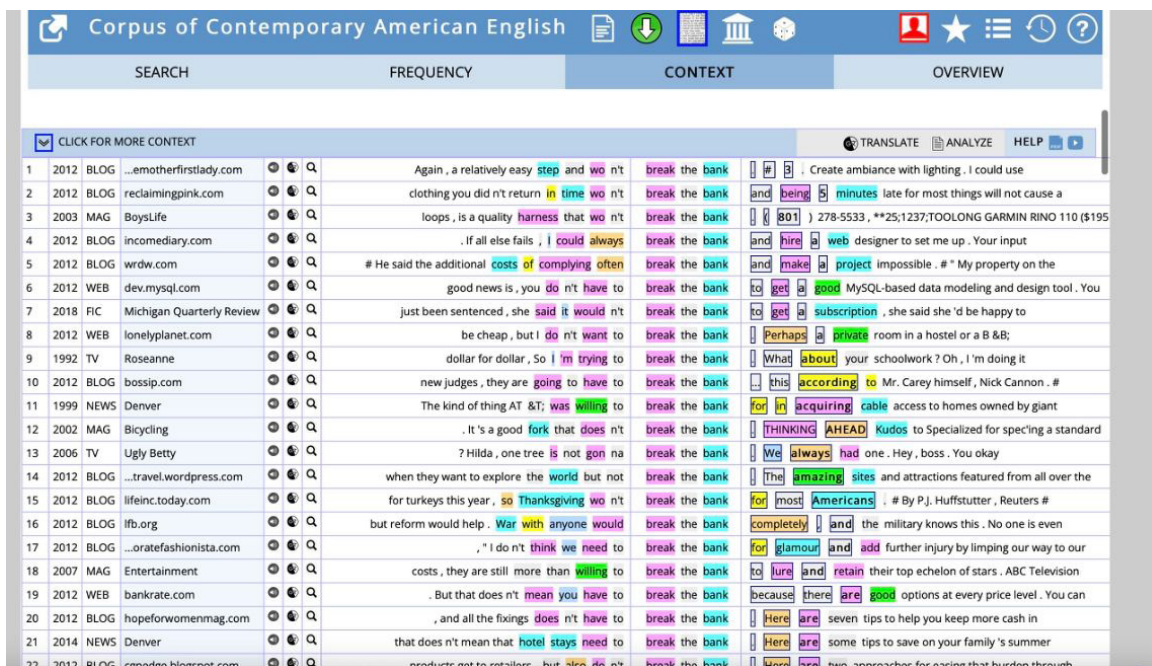 Corpus of Contemporary American English
SEARCH FREQUENCY CONTEXT OVERVIEW
CLICK FOR MORE CONTEXT TRANSLATE ANALYZE HELP
1 2012 BLOG ...emotherfirstlady.com Again , a relatively easy step and wo n't break the bank . # 3 . Create ambiance with lighting . I could use
2 2012 BLOG reclaimingpink.com clothing you did n't return in time wo n't break the bank and being 5 minutes late for most things will not cause a
3 2003 MAG BoysLife loops , is a quality harness that wo n't break the bank . ( 801 ) 278-5533 , **25;1237;TOOLONG GARMIN RINO 110 ($195
4 2012 BLOG incomediary.com . If all else fails , I could always break the bank and hire a web designer to set me up . Your input
5 2012 BLOG wrdw.com # He said the additional costs of complying often break the bank and make a project impossible . # " My property on the
6 2012 WEB dev.mysql.com good news is , you do n't have to break the bank to get a good MySQL-based data modeling and design tool . You
7 2018 FIC Michigan Quarterly Review just been sentenced , she said it would n't break the bank to get a subscription , she said she 'd be happy to
8 2012 WEB lonelyplanet.com be cheap , but I do n't want to break the bank . Perhaps a private room in a hostel or a B &B;
9 1992 TV Roseanne dollar for dollar , So I 'm trying to break the bank . What about your schoolwork ? Oh , I 'm doing it
10 2012 BLOG bossip.com new judges , they are going to have to break the bank ... this according to Mr. Carey himself , Nick Cannon . #
11 1999 NEWS Denver The kind of thing AT &T; was willing to break the bank for in acquiring cable access to homes owned by giant
12 2002 MAG Bicycling . It 's a good fork that does n't break the bank . THINKING AHEAD Kudos to Specialized for spec'ing a standard
13 2006 TV Ugly Betty ? Hilda , one tree is not gon na break the bank . We always had one . Hey , boss . You okay
14 2012 BLOG ...travel.wordpress.com when they want to explore the world but not break the bank . The amazing sites and attractions featured from all over the
15 2012 BLOG lifeinc.today.com for turkeys this year , so Thanksgiving wo n't break the bank for most Americans . # By P.J. Huffstutter , Reuters #
16 2012 BLOG lfb.org but reform would help . War with anyone would break the bank completely , and the military knows this . No one is even
17 2012 BLOG ...oratefashionista.com , " I do n't think we need to break the bank for glamour and add further injury by limping our way to our
18 2007 MAG Entertainment costs , they are still more than willing to break the bank to lure and retain their top echelon of stars . ABC Television
19 2012 WEB bankrate.com . But that does n't mean you have to break the bank because there are good options at every price level . You can
20 2012 BLOG hopeforwomenmag.com , and all the fixings does n't have to break the bank . Here are seven tips to help you keep more cash in
21 2014 NEWS Denver that does n't mean that hotel stays need to break the bank . Here are some tips to save on your family 's summer
22 2012 BLOG products get to retailers , but also do n't break the bank . Here are two approaches for easing that burden through